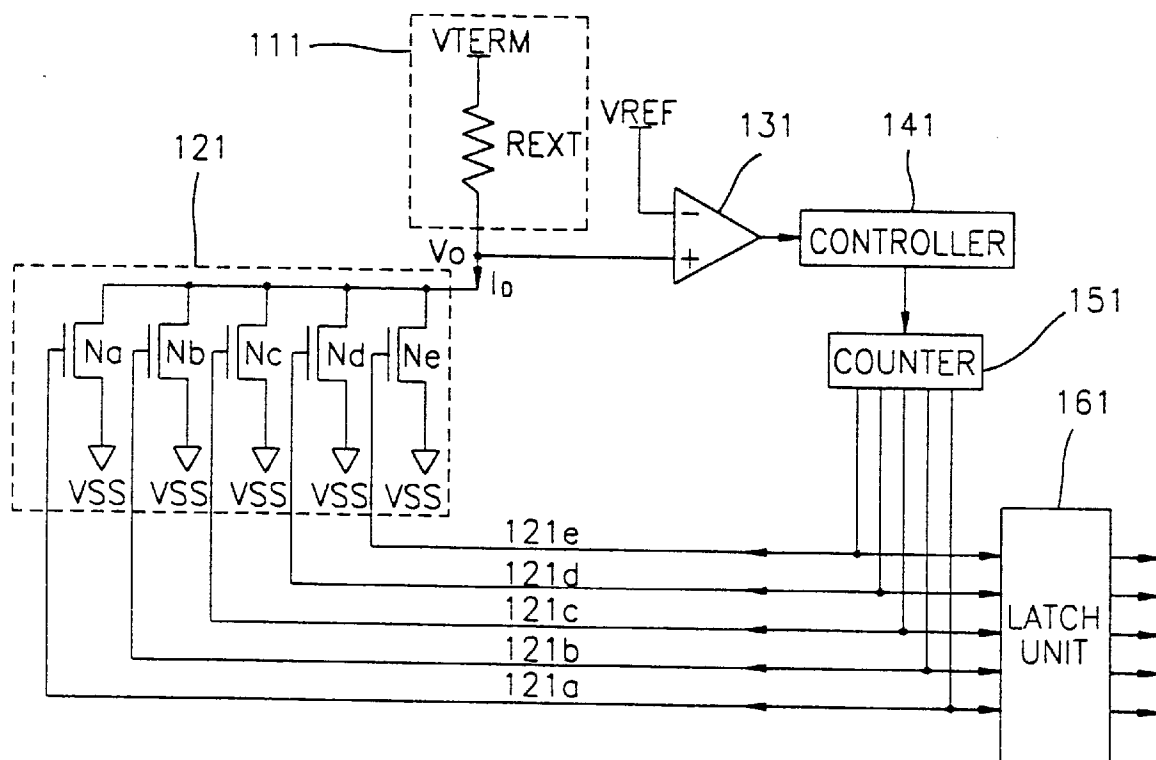 111
VTERM
REXT
VREF
131
141
121
−
+
CONTROLLER
Vo
Io
151
Na
Nb
Nc
Nd
Ne
COUNTER
161
VSS
VSS
VSS
VSS
VSS
121e
121d
121c
121b
121a
LATCH
UNIT